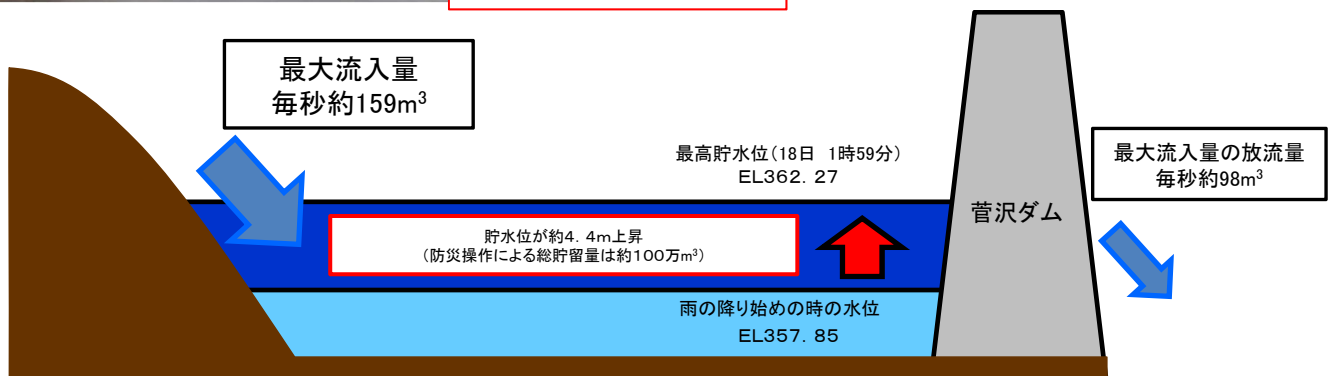 最大流入量
毎秒約159m³
最高貯水位(18日 1時59分)
EL362.27
最大流入量の放流量
毎秒約98m³
菅沢ダム
貯水位が約4.4m上昇
(防災操作による総貯留量は約100万m³)
雨の降り始めの時の水位
EL357.85